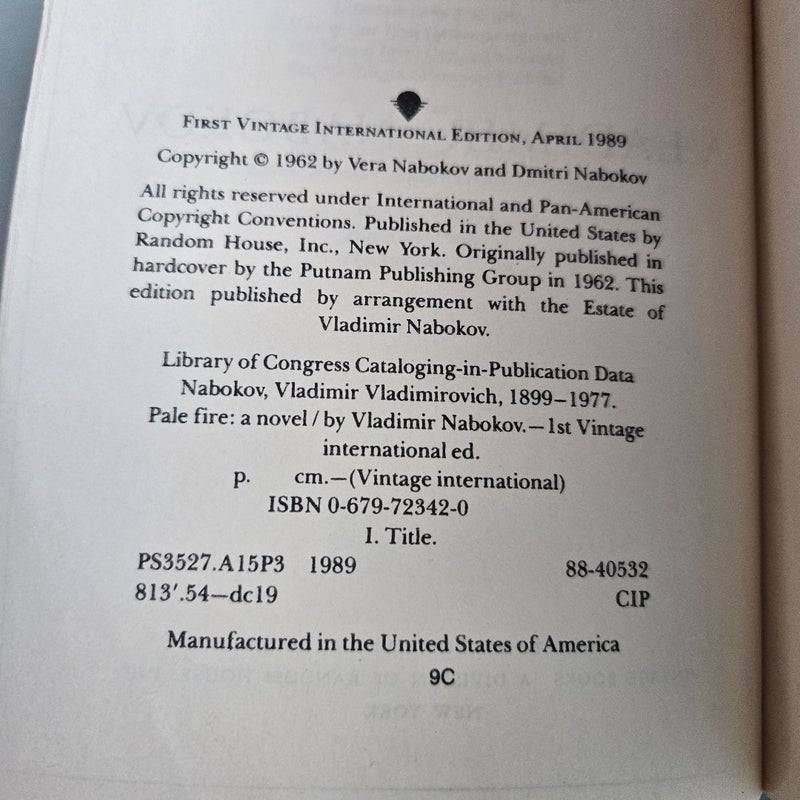 FIRST VINTAGE INTERNATIONAL EDITION, APRIL 1989
Copyright © 1962 by Vera Nabokov and Dmitri Nabokov
All rights reserved under International and Pan-American
Copyright Conventions. Published in the United States by
Random House, Inc., New York. Originally published in
hardcover by the Putnam Publishing Group in 1962. This
edition published by arrangement with the Estate of
Vladimir Nabokov.
Library of Congress Cataloging-in-Publication Data
Nabokov, Vladimir Vladimirovich, 1899–1977.
Pale fire: a novel / by Vladimir Nabokov.—1st Vintage
international ed.
p. cm.—(Vintage international)
ISBN 0-679-72342-0
I. Title.
PS3527.A15P3 1989 88-40532
813′.54—dc19 CIP
Manufactured in the United States of America
9C